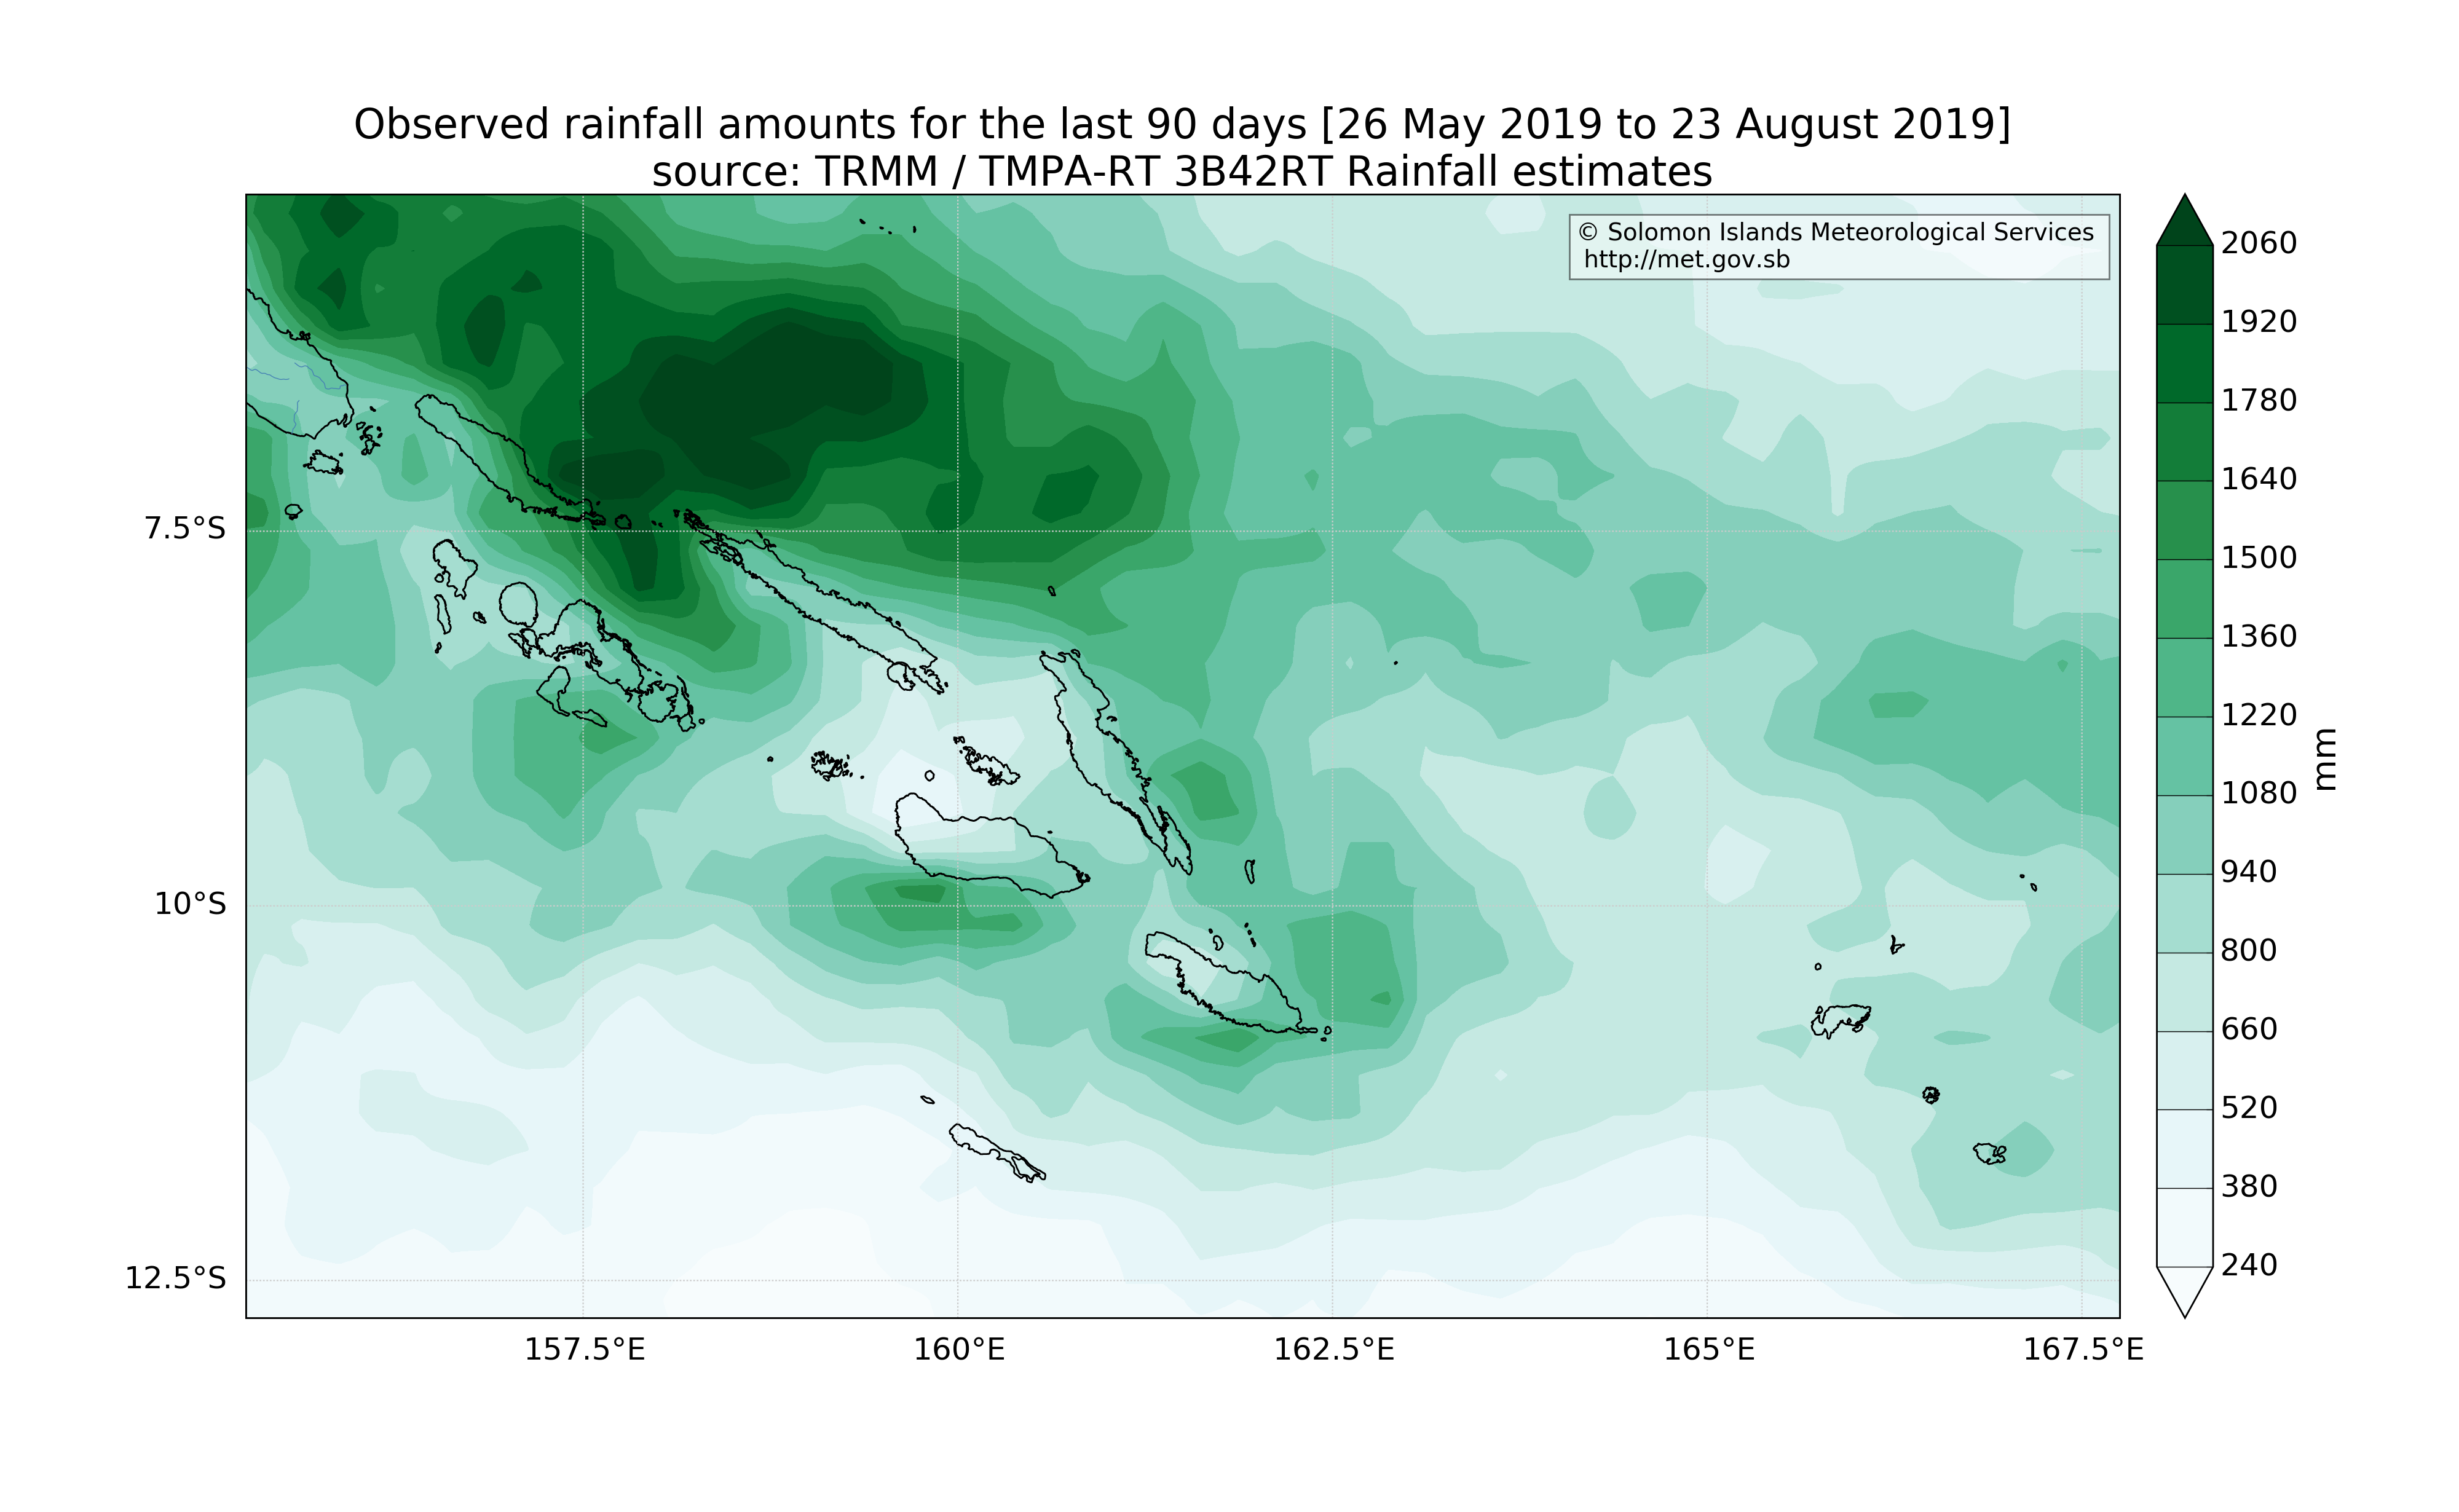 Observed rainfall amounts for the last 90 days [26 May 2019 to 23 August 2019]
source: TRMM / TMPA-RT 3B42RT Rainfall estimates
© Solomon Islands Meteorological Services
http://met.gov.sb
7.5°S
10°S
12.5°S
157.5°E
160°E
162.5°E
165°E
167.5°E
2060
1920
1780
1640
1500
1360
1220
1080
940
800
660
520
380
240
mm